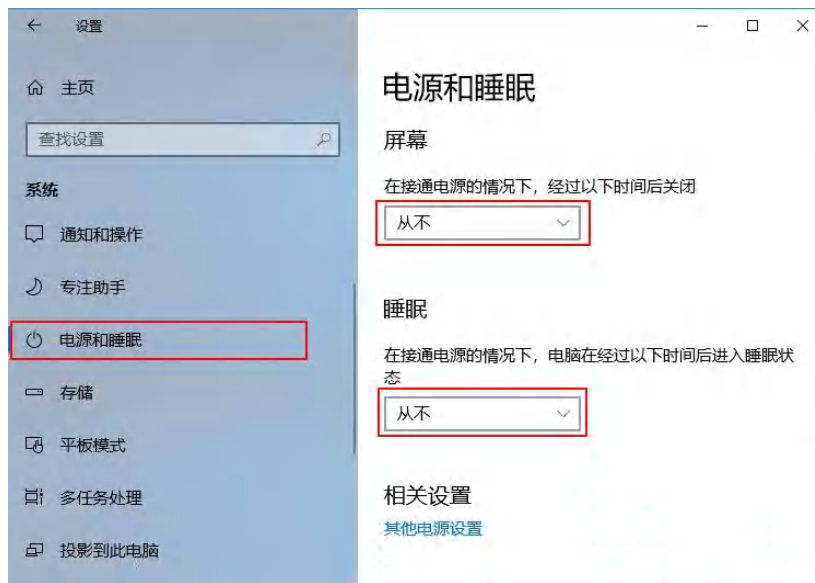 设置
主页
查找设置
系统
通知和操作
专注助手
电源和睡眠
存储
平板模式
多任务处理
投影到此电脑
电源和睡眠
屏幕
在接通电源的情况下，经过以下时间后关闭
从不
睡眠
在接通电源的情况下，电脑在经过以下时间后进入睡眠状
态
从不
相关设置
其他电源设置